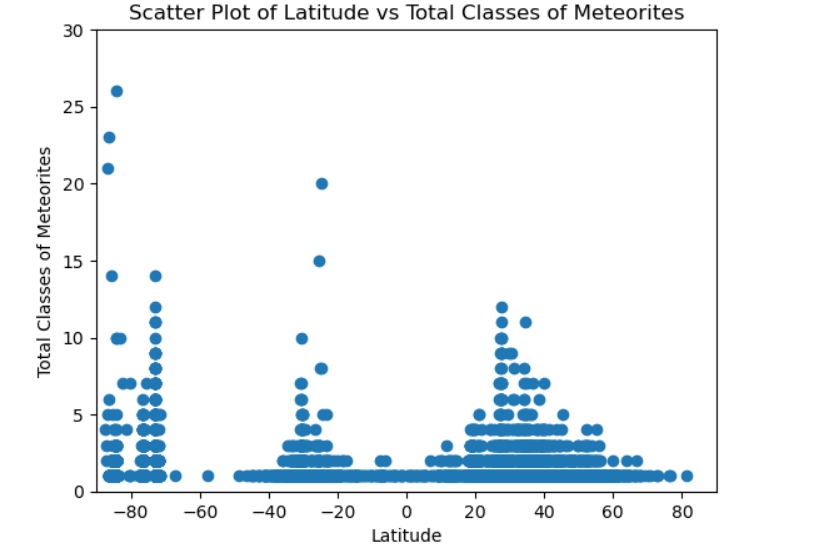 Scatter Plot of Latitude vs Total Classes of Meteorites
30
25
20
15
10
5
0
Total Classes of Meteorites
−80 −60 −40 −20 0 20 40 60 80
Latitude